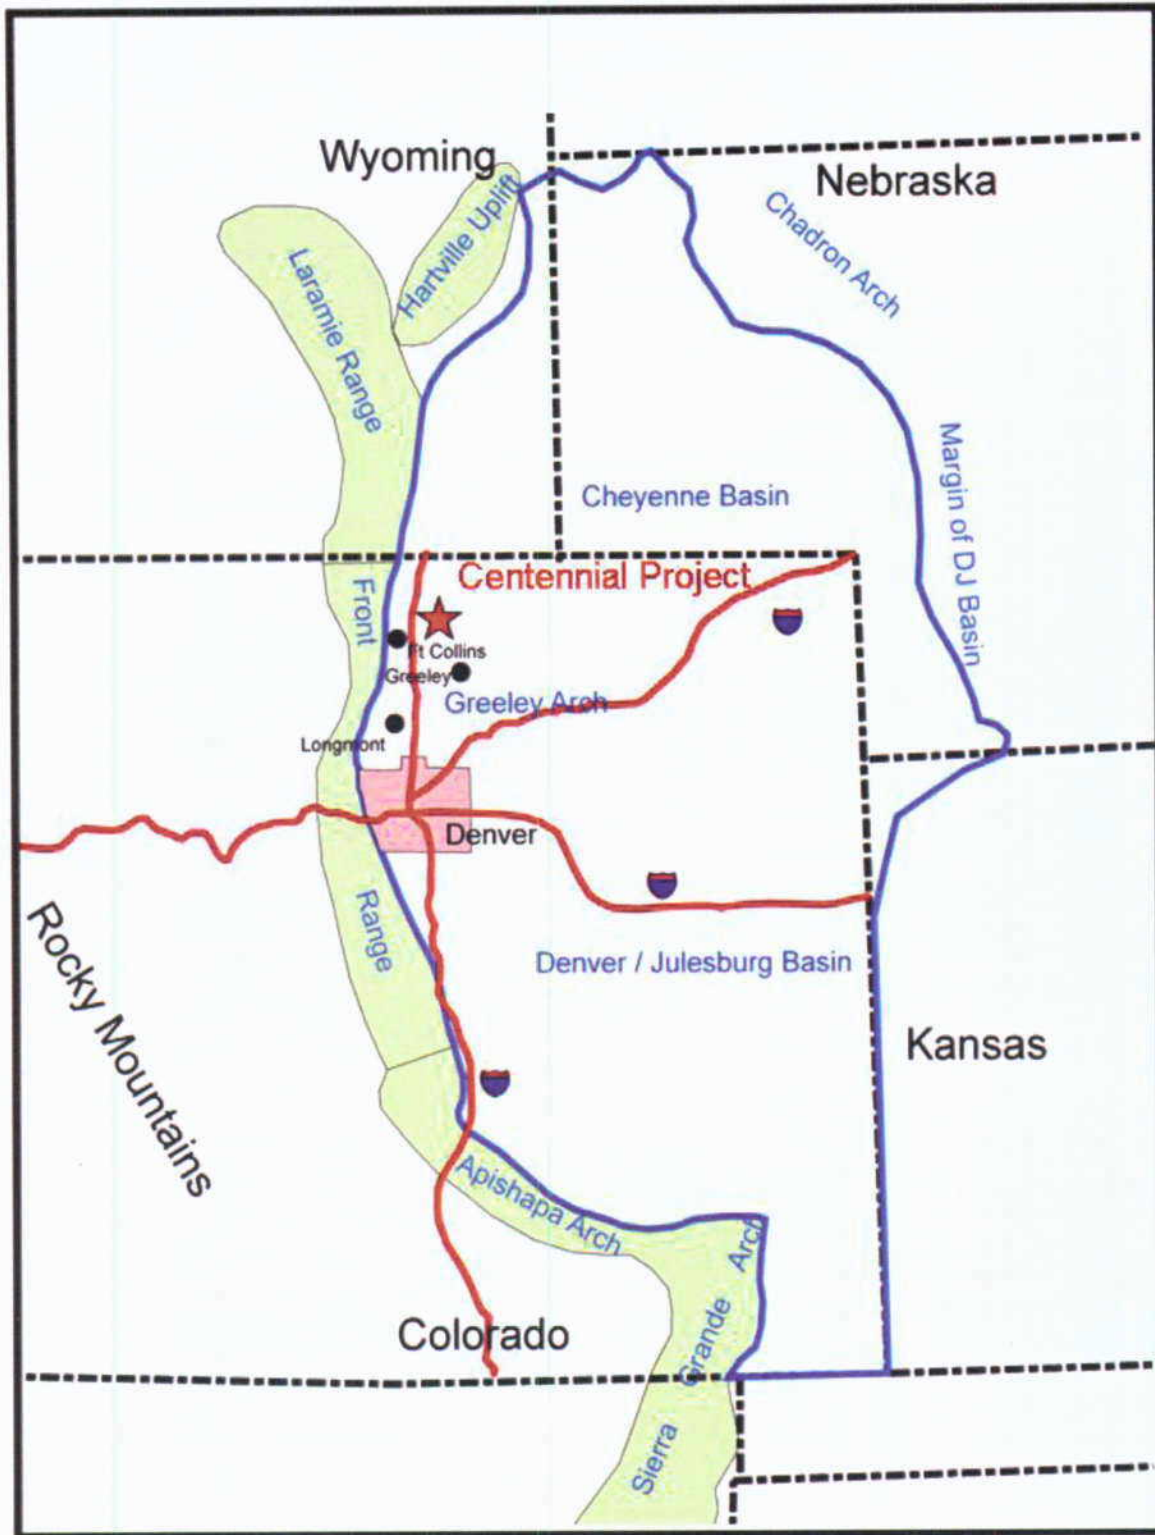 Wyoming
Nebraska
Hartville Uplift
Chadron Arch
Laramie Range
Margin of DJ Basin
Cheyenne Basin
Centennial Project
Front
Ft Collins
Greeley
Greeley Arch
Longmont
Denver
Range
Rocky Mountains
Denver / Julesburg Basin
Kansas
Apishapa Arch
Arch
Grande
Colorado
Sierra